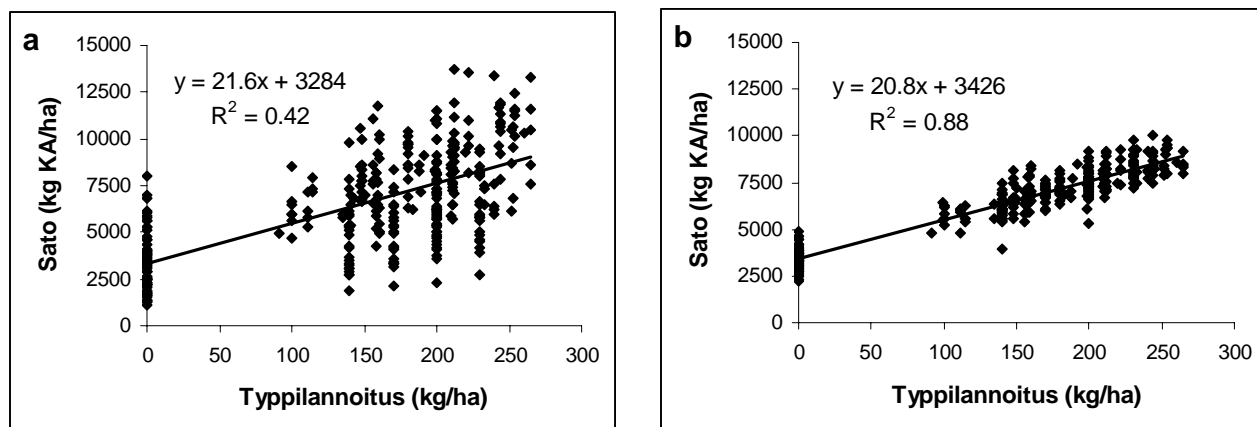 a
y = 21.6x + 3284
R² = 0.42
Sato (kg KA/ha)
15000
12500
10000
7500
5000
2500
0
0 50 100 150 200 250 300
Typpilannoitus (kg/ha)
b
y = 20.8x + 3426
R² = 0.88
Sato (kg KA/ha)
15000
12500
10000
7500
5000
2500
0
0 50 100 150 200 250 300
Typpilannoitus (kg/ha)